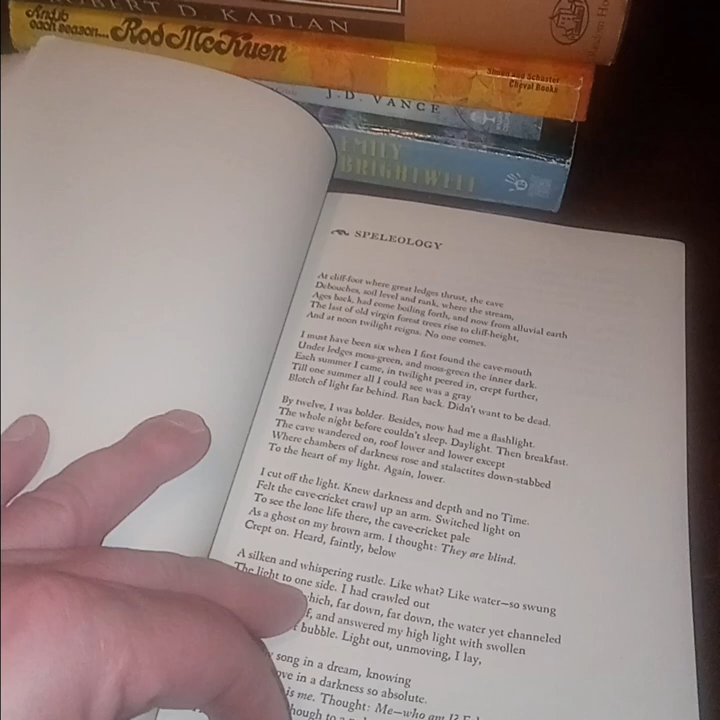 ROBERT D. KAPLAN
And to
each season... Rod McKuen
Simon and Schuster
Cheval Books
J.D. VANCE
EMILY
BRIGHTWELL
SPELEOLOGY
At cliff-foot where great ledges thrust, the cave
Debouches, soil level and rank, where the stream,
Ages back, had come boiling forth, and now from alluvial earth
The last of old virgin forest trees rise to cliff-height,
And at noon twilight reigns. No one comes.
I must have been six when I first found the cave-mouth
Under ledges moss-green, and moss-green the inner dark.
Each summer I came, in twilight peered in, crept further,
Till one summer all I could see was a gray
Blotch of light far behind. Ran back. Didn't want to be dead.
By twelve, I was bolder. Besides, now had me a flashlight.
The whole night before couldn't sleep. Daylight. Then breakfast.
The cave wandered on, roof lower and lower except
Where chambers of darkness rose and stalactites down-stabbed
To the heart of my light. Again, lower.
I cut off the light. Knew darkness and depth and no Time.
Felt the cave-cricket crawl up an arm. Switched light on
To see the lone life there, the cave-cricket pale
As a ghost on my brown arm. I thought: They are blind.
Crept on. Heard, faintly, below
A silken and whispering rustle. Like what? Like water—so swung
The light to one side. I had crawled out
which, far down, far down, the water yet channeled
and answered my high light with swollen
bubble. Light out, unmoving, I lay,
song in a dream, knowing
in a darkness so absolute.
is me. Thought: Me—who am I?